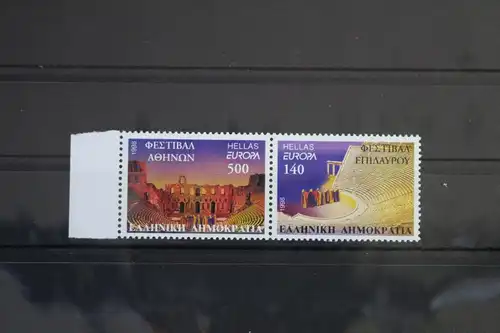 1998
ΦΕΣΤΙΒΑΛ
ΑΘΗΝΩΝ
HELLAS
EUROPA
500
ΕΛΛΗΝΙΚΗ ΔΗΜΟΚΡΑΤΙΑ
HELLAS
EUROPA
140
ΦΕΣΤΙΒΑΛ
ΕΠΙΔΑΥΡΟΥ
1998
ΕΛΛΗΝΙΚΗ ΔΗΜΟΚΡΑΤΙΑ